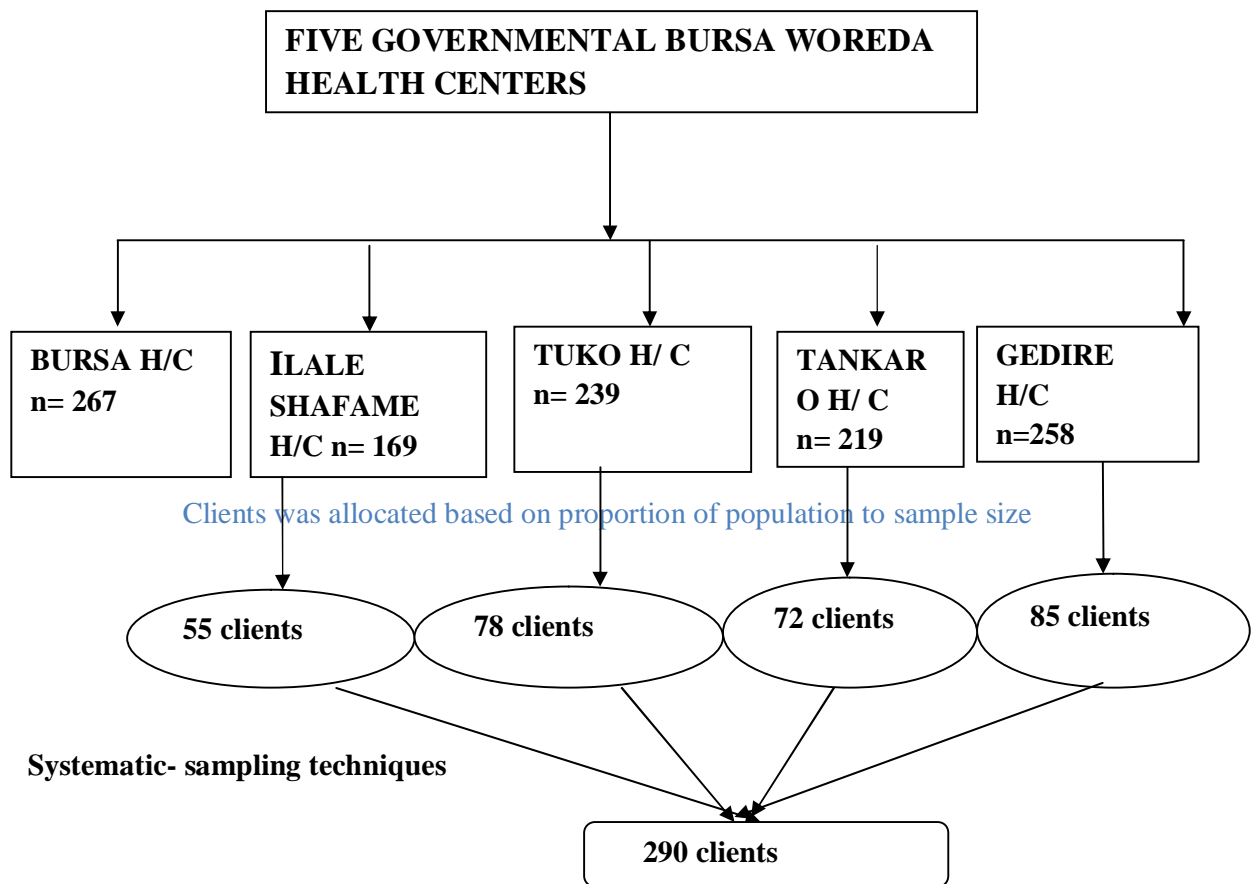 FIVE GOVERNMENTAL BURSA WOREDA
HEALTH CENTERS
BURSA H/C
n= 267
ILALE
SHAFAME
H/C n= 169
TUKO H/ C
n= 239
TANKAR
O H/ C
n= 219
GEDIRE
H/C
n=258
Clients was allocated based on proportion of population to sample size
55 clients
78 clients
72 clients
85 clients
Systematic- sampling techniques
290 clients